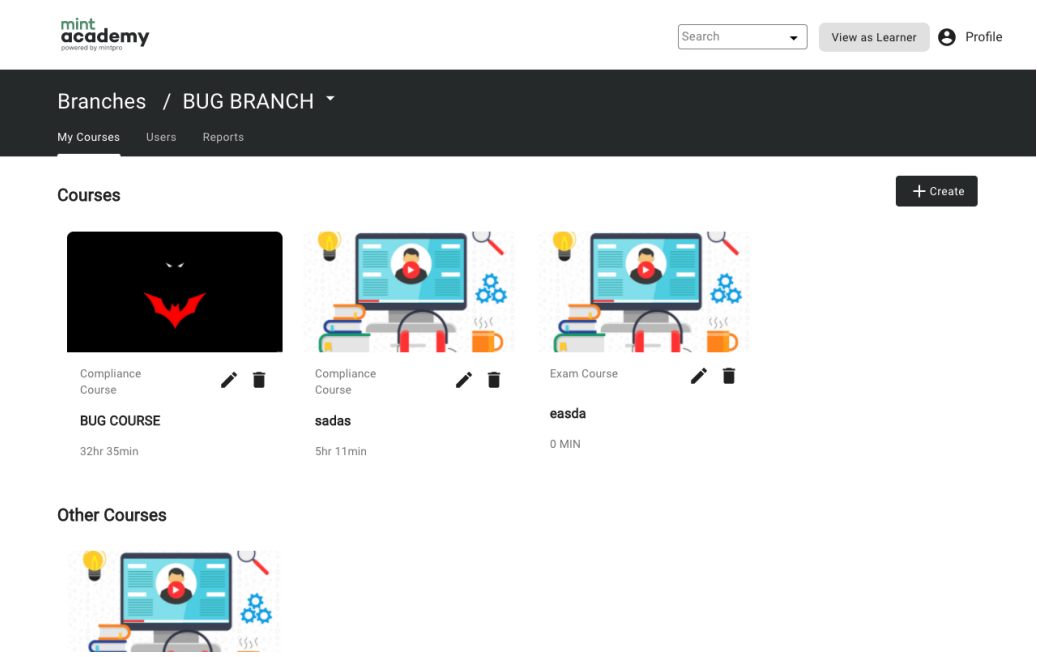 mint
academy
powered by mintpro
Search
View as Learner
Profile
Branches / BUG BRANCH
My Courses
Users
Reports
Courses
Create
Compliance
Course
BUG COURSE
32hr 35min
Compliance
Course
sadas
5hr 11min
Exam Course
easda
0 MIN
Other Courses